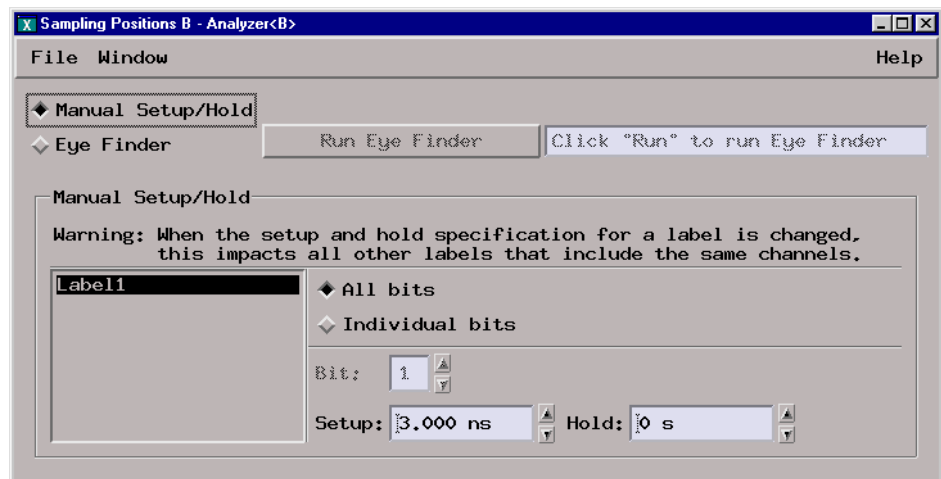 Sampling Positions B - Analyzer<B>
File Window Help
Manual Setup/Hold
Eye Finder Run Eye Finder Click "Run" to run Eye Finder
Manual Setup/Hold
Warning: When the setup and hold specification for a label is changed,
this impacts all other labels that include the same channels.
Label1
All bits
Individual bits
Bit: 1
Setup: 3.000 ns Hold: 0 s